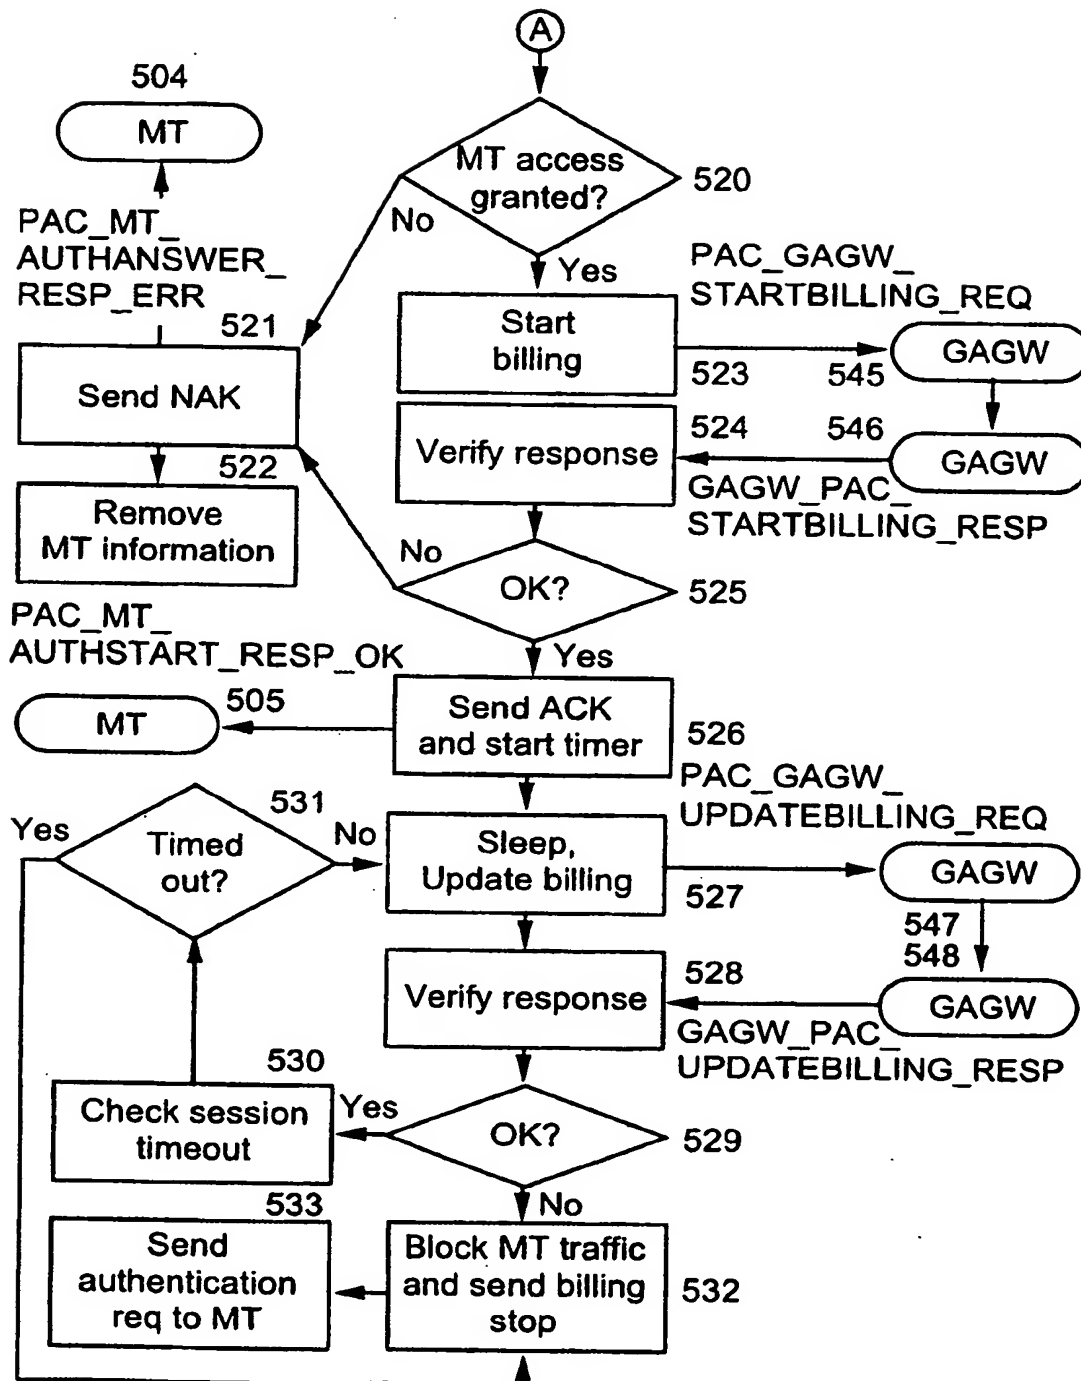 A
504
MT
MT access
granted?
520
No
Yes
PAC_MT_
AUTHANSWER_
RESP_ERR
PAC_GAGW_
STARTBILLING_REQ
521
Start
billing
GAGW
523
545
Send NAK
524
546
Verify response
GAGW
522
GAGW_PAC_
STARTBILLING_RESP
Remove
MT information
No
OK?
525
PAC_MT_
AUTHSTART_RESP_OK
Yes
505
MT
Send ACK
and start timer
526
PAC_GAGW_
UPDATEBILLING_REQ
531
Yes
Timed
out?
No
Sleep,
Update billing
GAGW
527
547
548
528
Verify response
GAGW
GAGW_PAC_
UPDATEBILLING_RESP
530
Check session
timeout
Yes
OK?
529
No
533
Send
authentication
req to MT
Block MT traffic
and send billing
stop
532